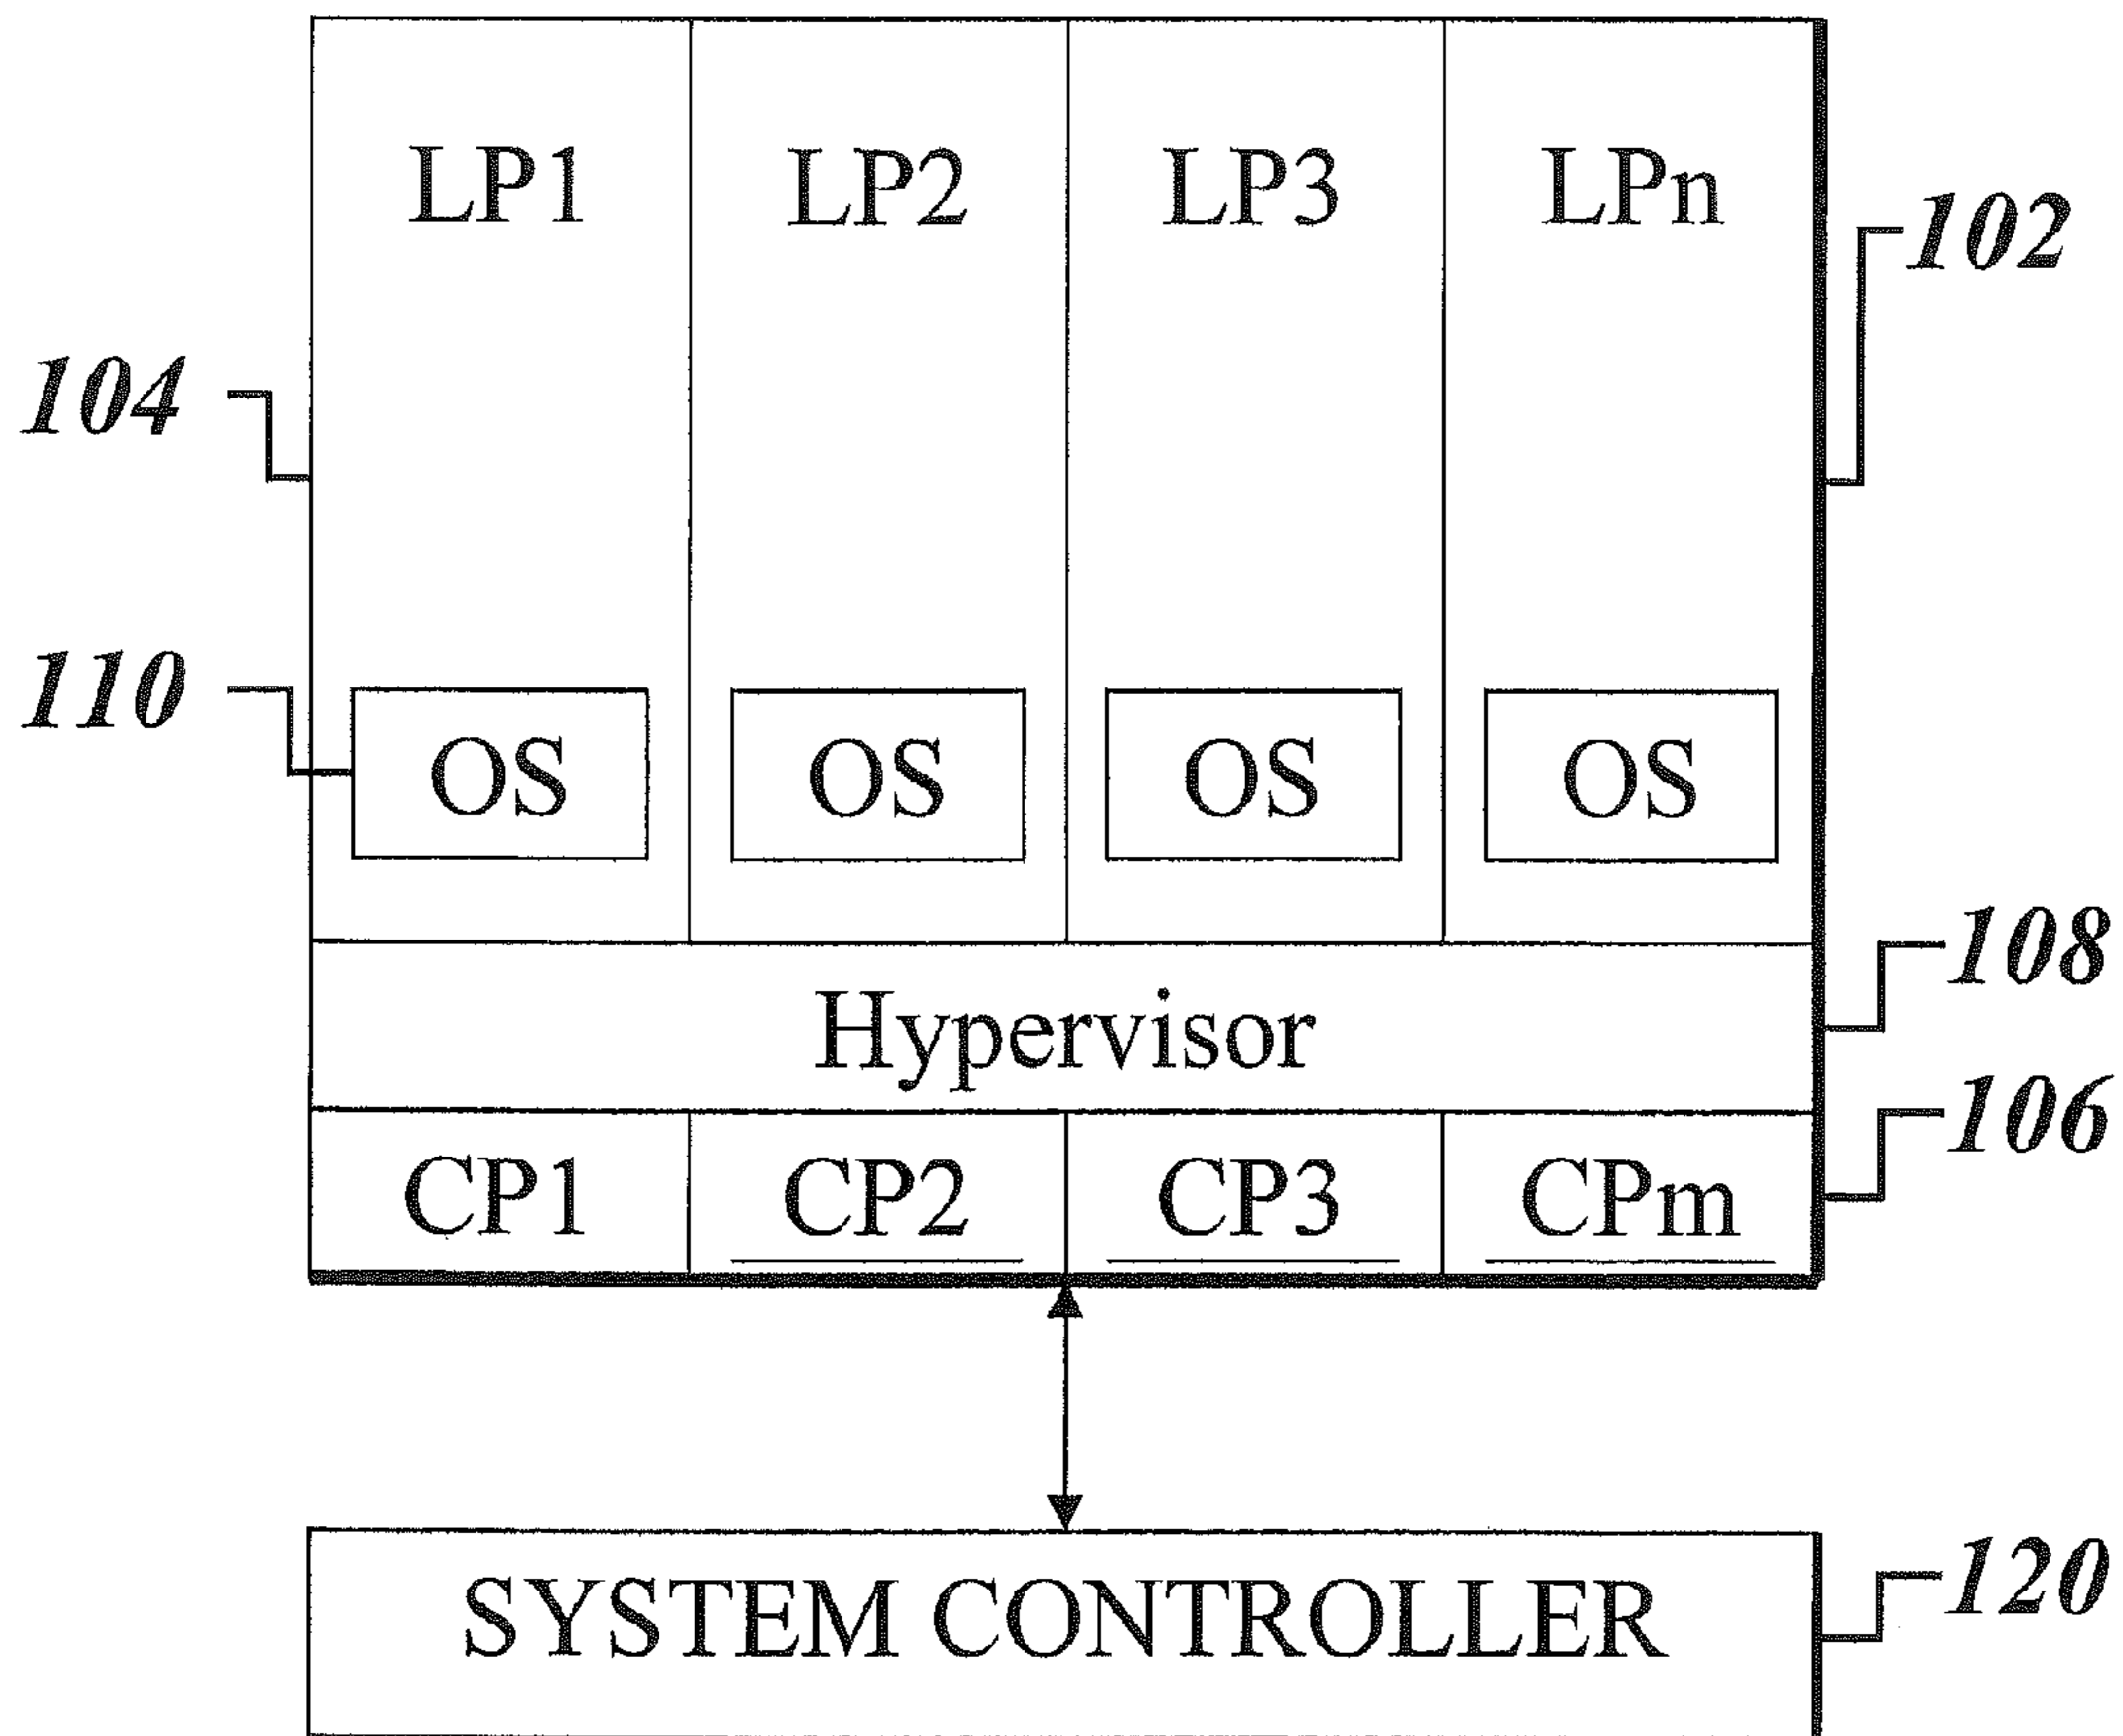 LP1 LP2 LP3 LPn
102
104
110
OS OS OS OS
108
Hypervisor
106
CP1 CP2 CP3 CPm
SYSTEM CONTROLLER
120